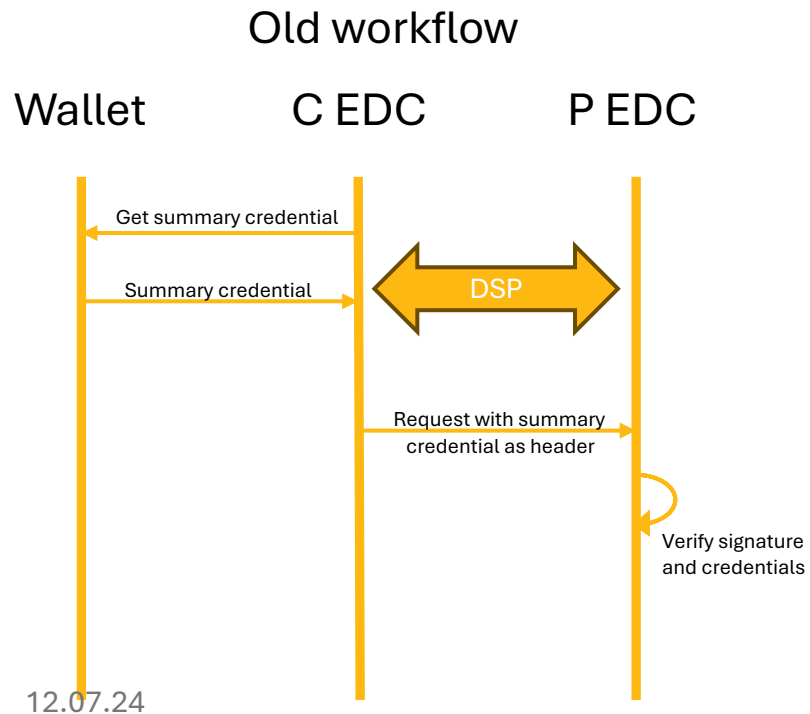 Old workflow
Wallet
C EDC
P EDC
Get summary credential
Summary credential
DSP
Request with summary
credential as header
Verify signature
and credentials
12.07.24